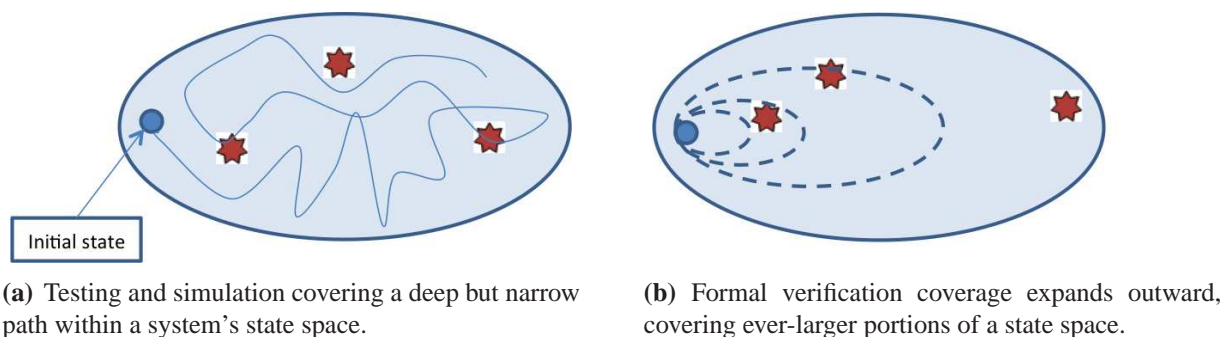 Initial state
(a) Testing and simulation covering a deep but narrow
path within a system's state space.
(b) Formal verification coverage expands outward,
covering ever-larger portions of a state space.